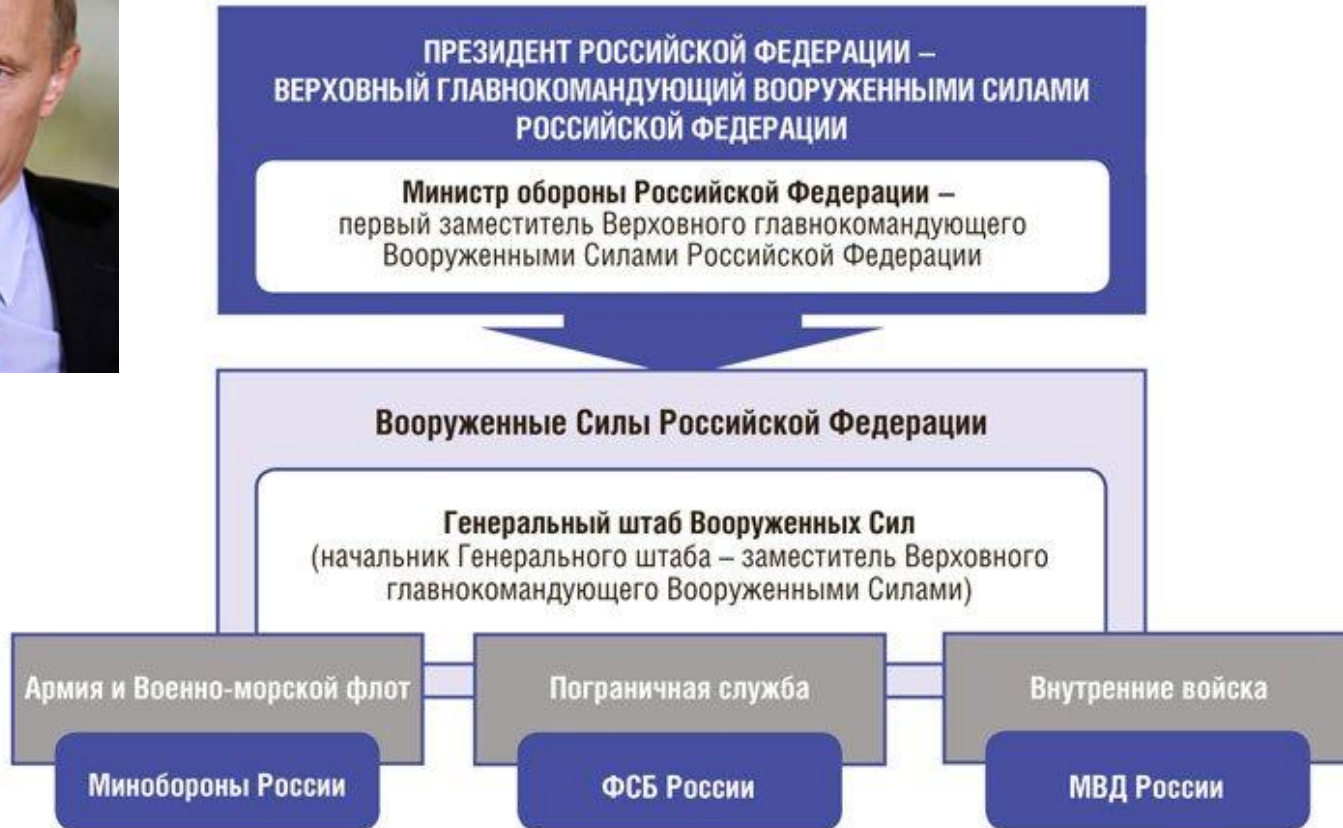 ПРЕЗИДЕНТ РОССИЙСКОЙ ФЕДЕРАЦИИ –
ВЕРХОВНЫЙ ГЛАВНОКОМАНДУЮЩИЙ ВООРУЖЕННЫМИ СИЛАМИ
РОССИЙСКОЙ ФЕДЕРАЦИИ
Министр обороны Российской Федерации –
первый заместитель Верховного главнокомандующего
Вооруженными Силами Российской Федерации
Вооруженные Силы Российской Федерации
Генеральный штаб Вооруженных Сил
(начальник Генерального штаба – заместитель Верховного
главнокомандующего Вооруженными Силами)
Армия и Военно-морской флот
Минобороны России
Пограничная служба
ФСБ России
Внутренние войска
МВД России